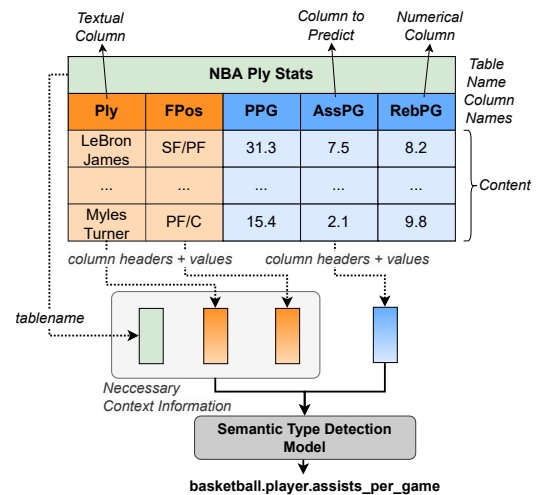 Textual
Column
Column to
Predict
Numerical
Column
NBA Ply Stats
Table
Name
Column
Names
Ply FPos PPG AssPG RebPG
LeBron
James
SF/PF 31.3 7.5 8.2
... ... ... ... ...
Content
Myles
Turner
PF/C 15.4 2.1 9.8
column headers + values column headers + values
tablename
Neccessary
Context Information
Semantic Type Detection
Model
basketball.player.assists_per_game